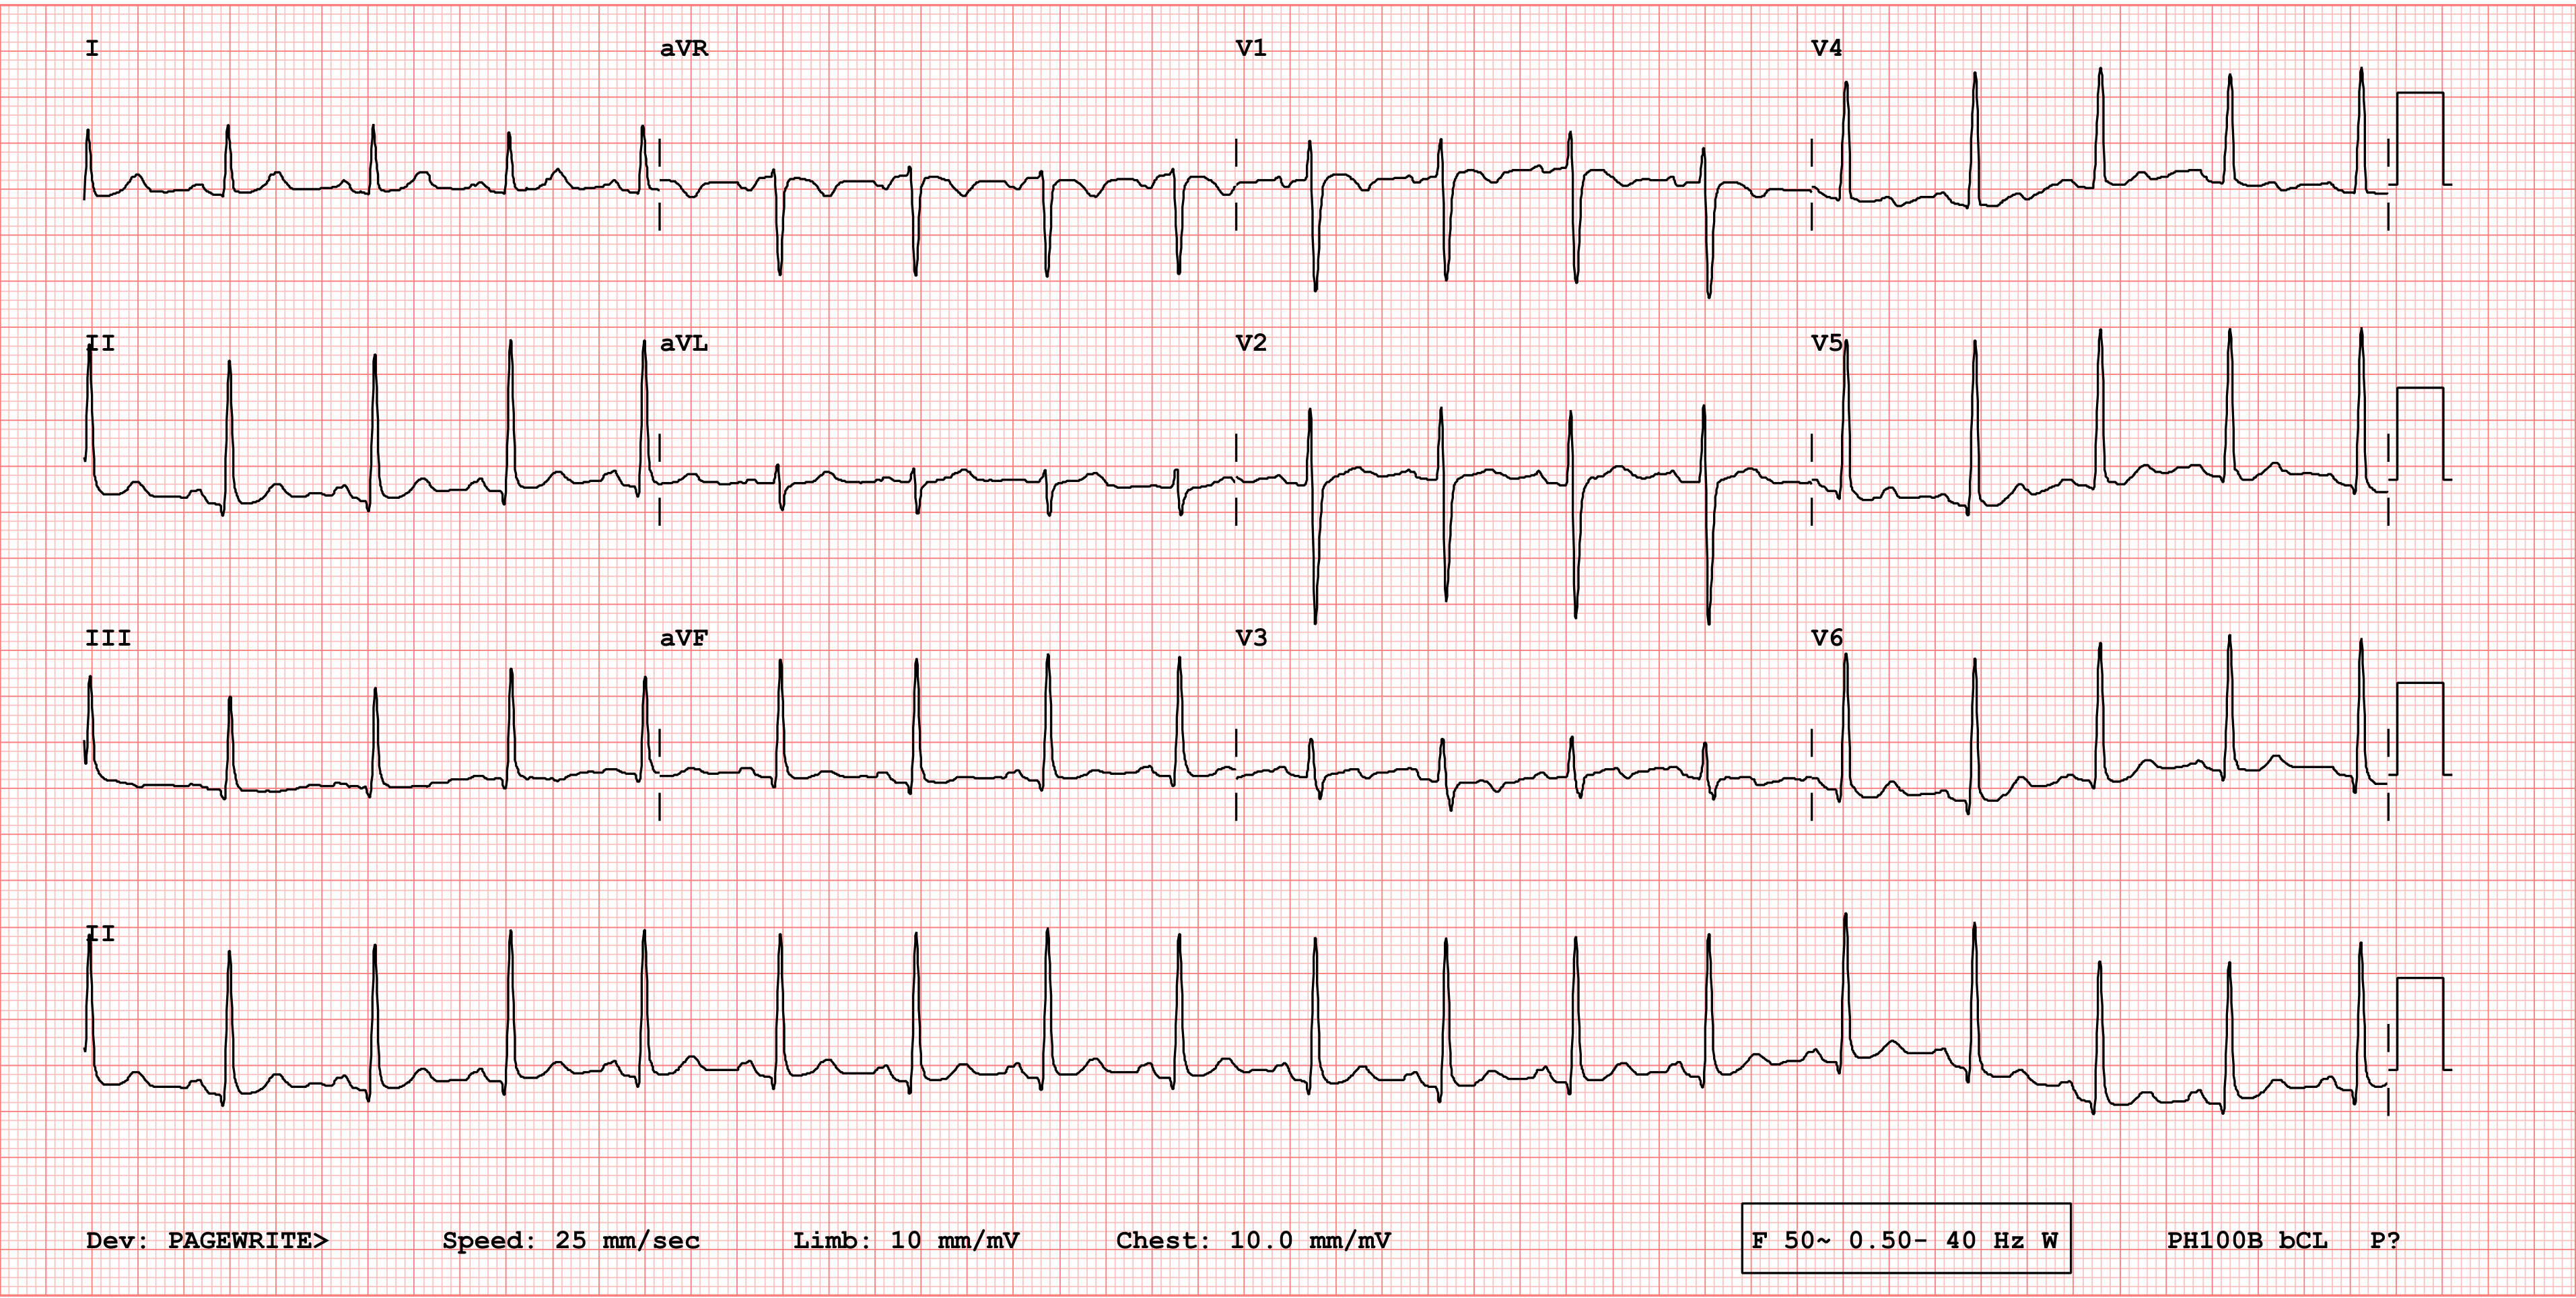 I aVR V1 V4
II aVL V2 V5
III aVF V3 V6
II
Dev: PAGEWRITE> Speed: 25 mm/sec Limb: 10 mm/mV Chest: 10.0 mm/mV F 50~ 0.50- 40 Hz W PH100B bCL P?